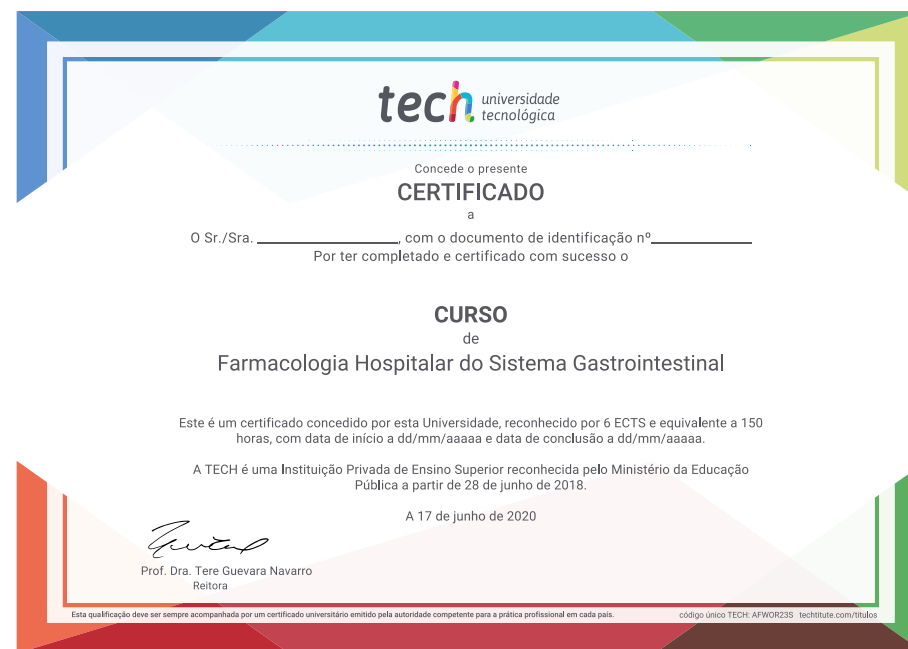 tech universidade
tecnológica
Concede o presente
CERTIFICADO
a
O Sr./Sra. ________________, com o documento de identificação nº____________
Por ter completado e certificado com sucesso o
CURSO
de
Farmacologia Hospitalar do Sistema Gastrointestinal
Este é um certificado concedido por esta Universidade, reconhecido por 6 ECTS e equivalente a 150
horas, com data de início a dd/mm/aaaaa e data de conclusão a dd/mm/aaaaa.
A TECH é uma Instituição Privada de Ensino Superior reconhecida pelo Ministério da Educação
Pública a partir de 28 de junho de 2018.
A 17 de junho de 2020
Prof. Dra. Tere Guevara Navarro
Reitora
Esta qualificação deve ser sempre acompanhada por um certificado universitário emitido pela autoridade competente para a prática profissional em cada país.
código único TECH: AFWOR23S techtitute.com/titulos